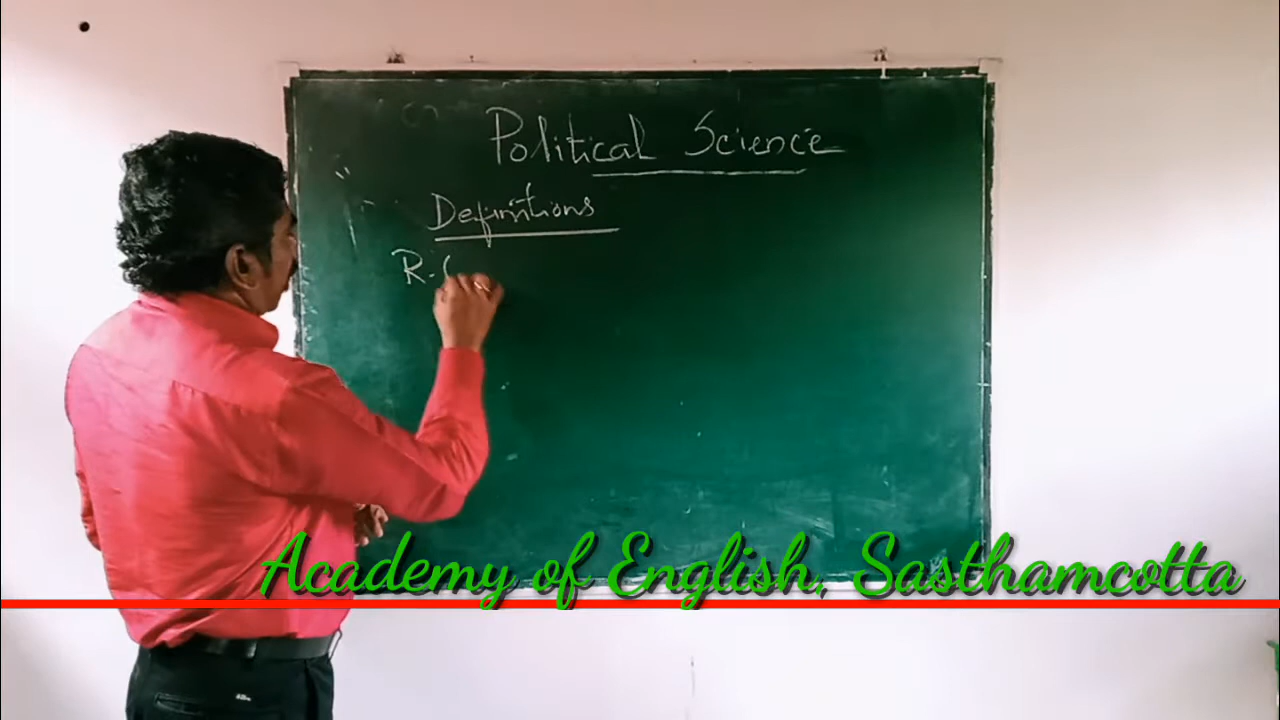 Political Science
Definitions
R.
Academy of English, Sasthamcotta